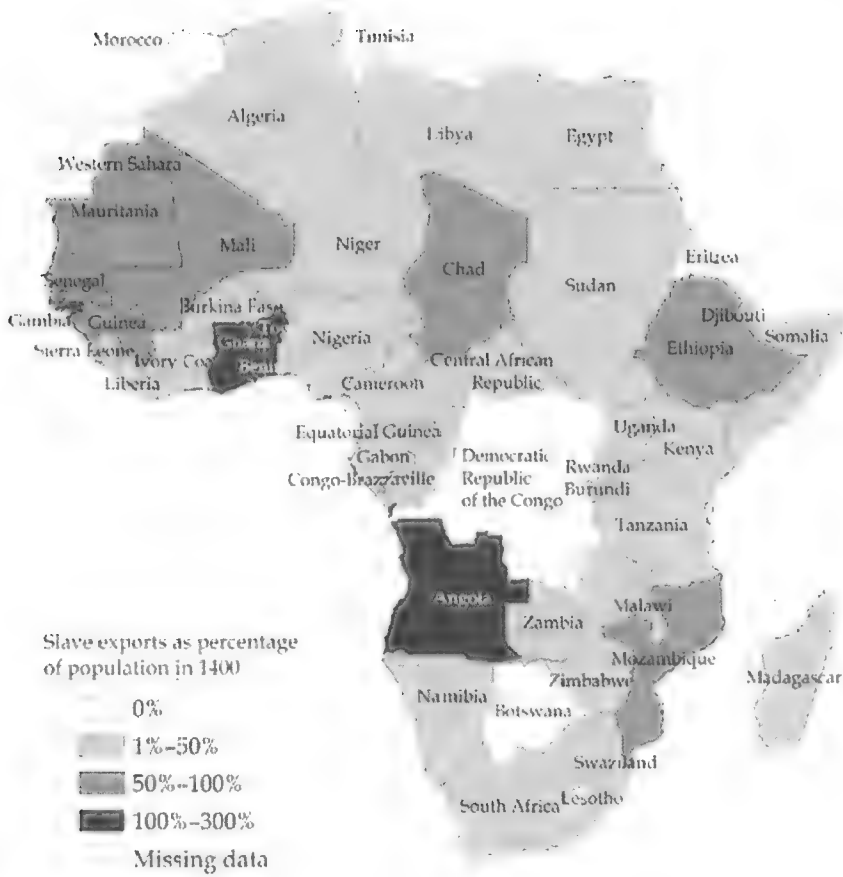 Morocco
Tunisia
Algeria
Libya
Egypt
Western Sahara
Mauritania
Mali
Niger
Chad
Sudan
Eritrea
Senegal
Gambia
Guinea
Burkina Faso
Djibouti
Somalia
Sierra Leone
Ivory Coa
Nigeria
Ethiopia
Liberia
Cameroon
Central African
Republic
Equatorial Guinea
Gabon
Congo-Brazzaville
Democratic
Republic
of the Congo
Uganda
Kenya
Rwanda
Burundi
Tanzania
Angola
Zambia
Malawi
Mozambique
Madagascar
Zimbabwe
Namibia
Botswana
Swaziland
South Africa
Lesotho
Slave exports as percentage
of population in 1400
0%
1%–50%
50%–100%
100%–300%
Missing data